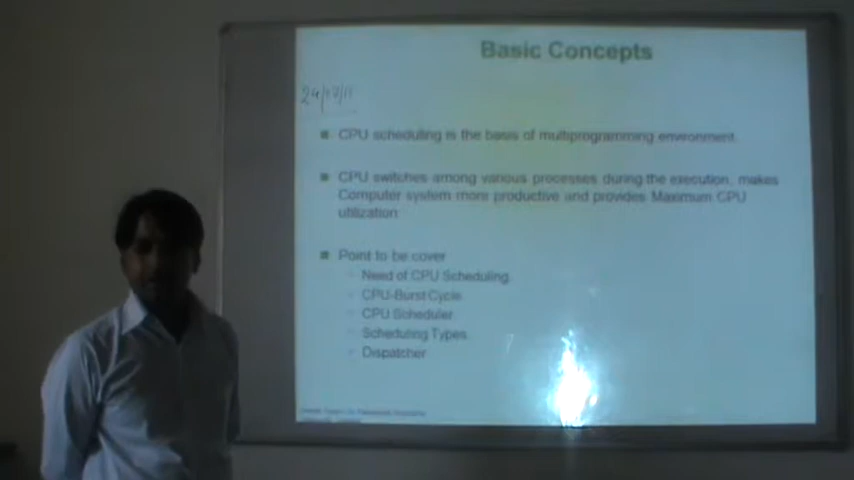 Basic Concepts
CPU scheduling is the basis of multiprogramming environment.
CPU switches among various processes during the execution, makes
Computer system more productive and provides Maximum CPU
utilization.
Point to be cover
Need of CPU Scheduling.
CPU-Burst Cycle
CPU Scheduler
Scheduling Types
Dispatcher